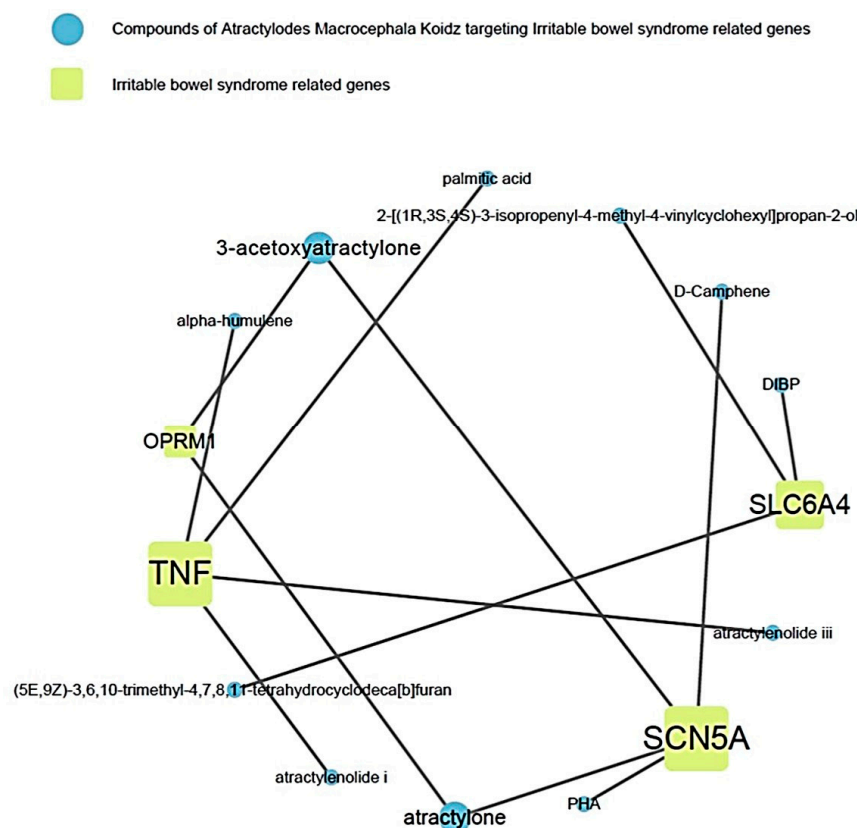 Compounds of Atractylodes Macrocephala Koidz targeting Irritable bowel syndrome related genes
Irritable bowel syndrome related genes
palmitic acid
2-[(1R,3S,4S)-3-isopropenyl-4-methyl-4-vinylcyclohexyl]propan-2-ol
3-acetoxyatractylone
D-Camphene
alpha-humulene
DIBP
OPRM1
SLC6A4
TNF
atractylenolide iii
(5E,9Z)-3,6,10-trimethyl-4,7,8,11-tetrahydrocyclodeca[b]furan
SCN5A
atractylenolide i
PHA
atractylone